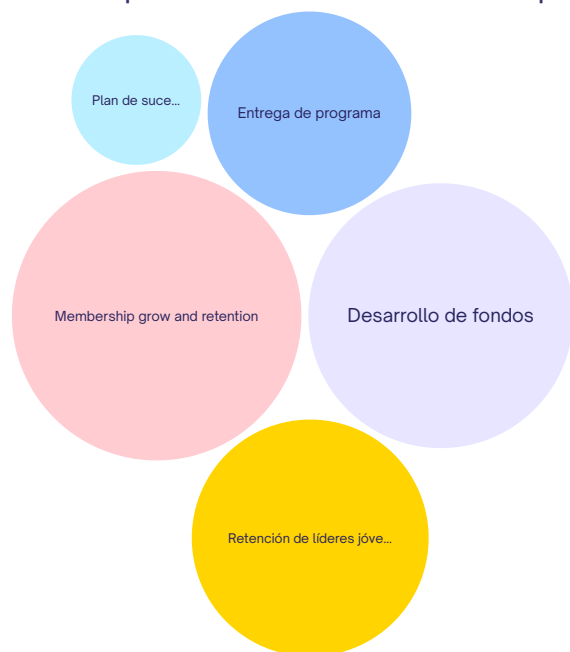 Plan de suce...
Entrega de programa
Membership grow and retention
Desarrollo de fondos
Retención de líderes jóve...